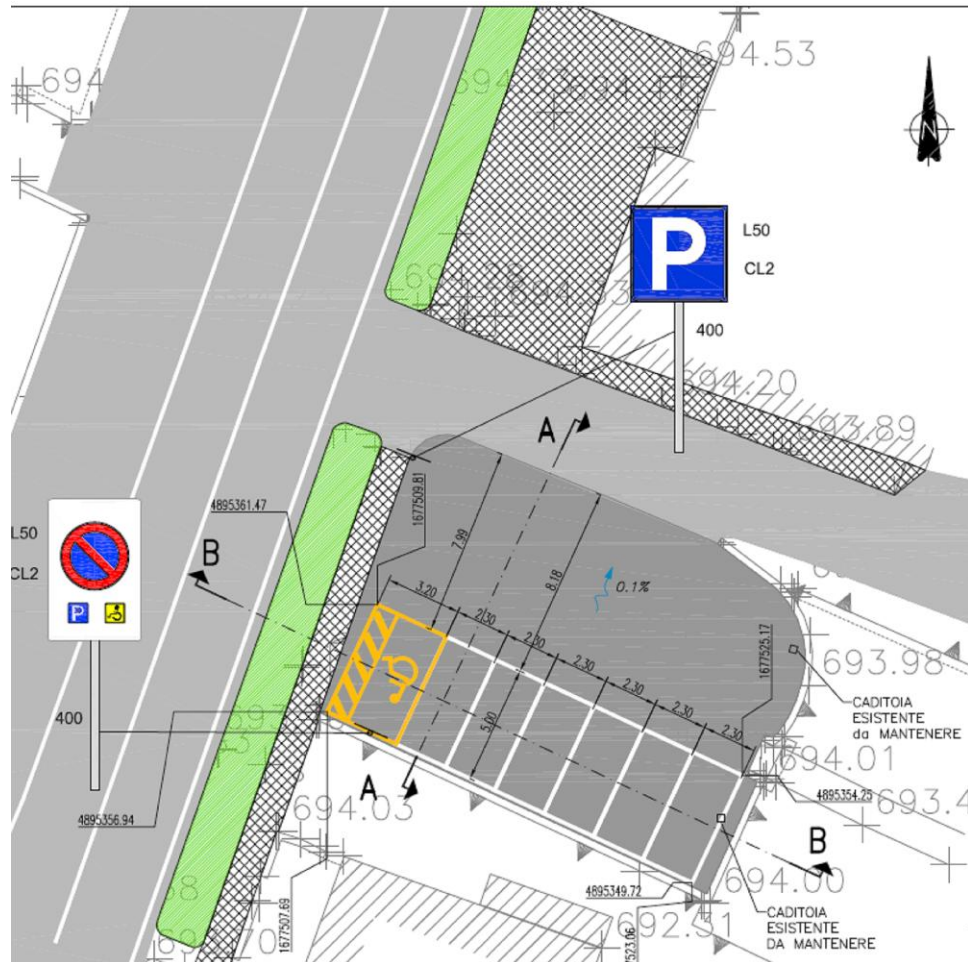 694.53
694
N
P
L50
CL2
400
694.20
693.89
A
4895361.47
1677509.81
7.99
8.18
L50
CL2
B
0.1%
3.20
2.30
2.30
2.30
2.30
2.30
2.30
5.00
1677525.17
693.98
CADITOIA
ESISTENTE
da MANTENERE
P
400
694.01
A
4895354.25
4895356.94
694.03
B
4895349.72
694.00
692.31
CADITOIA
ESISTENTE
DA MANTENERE
1677507.69